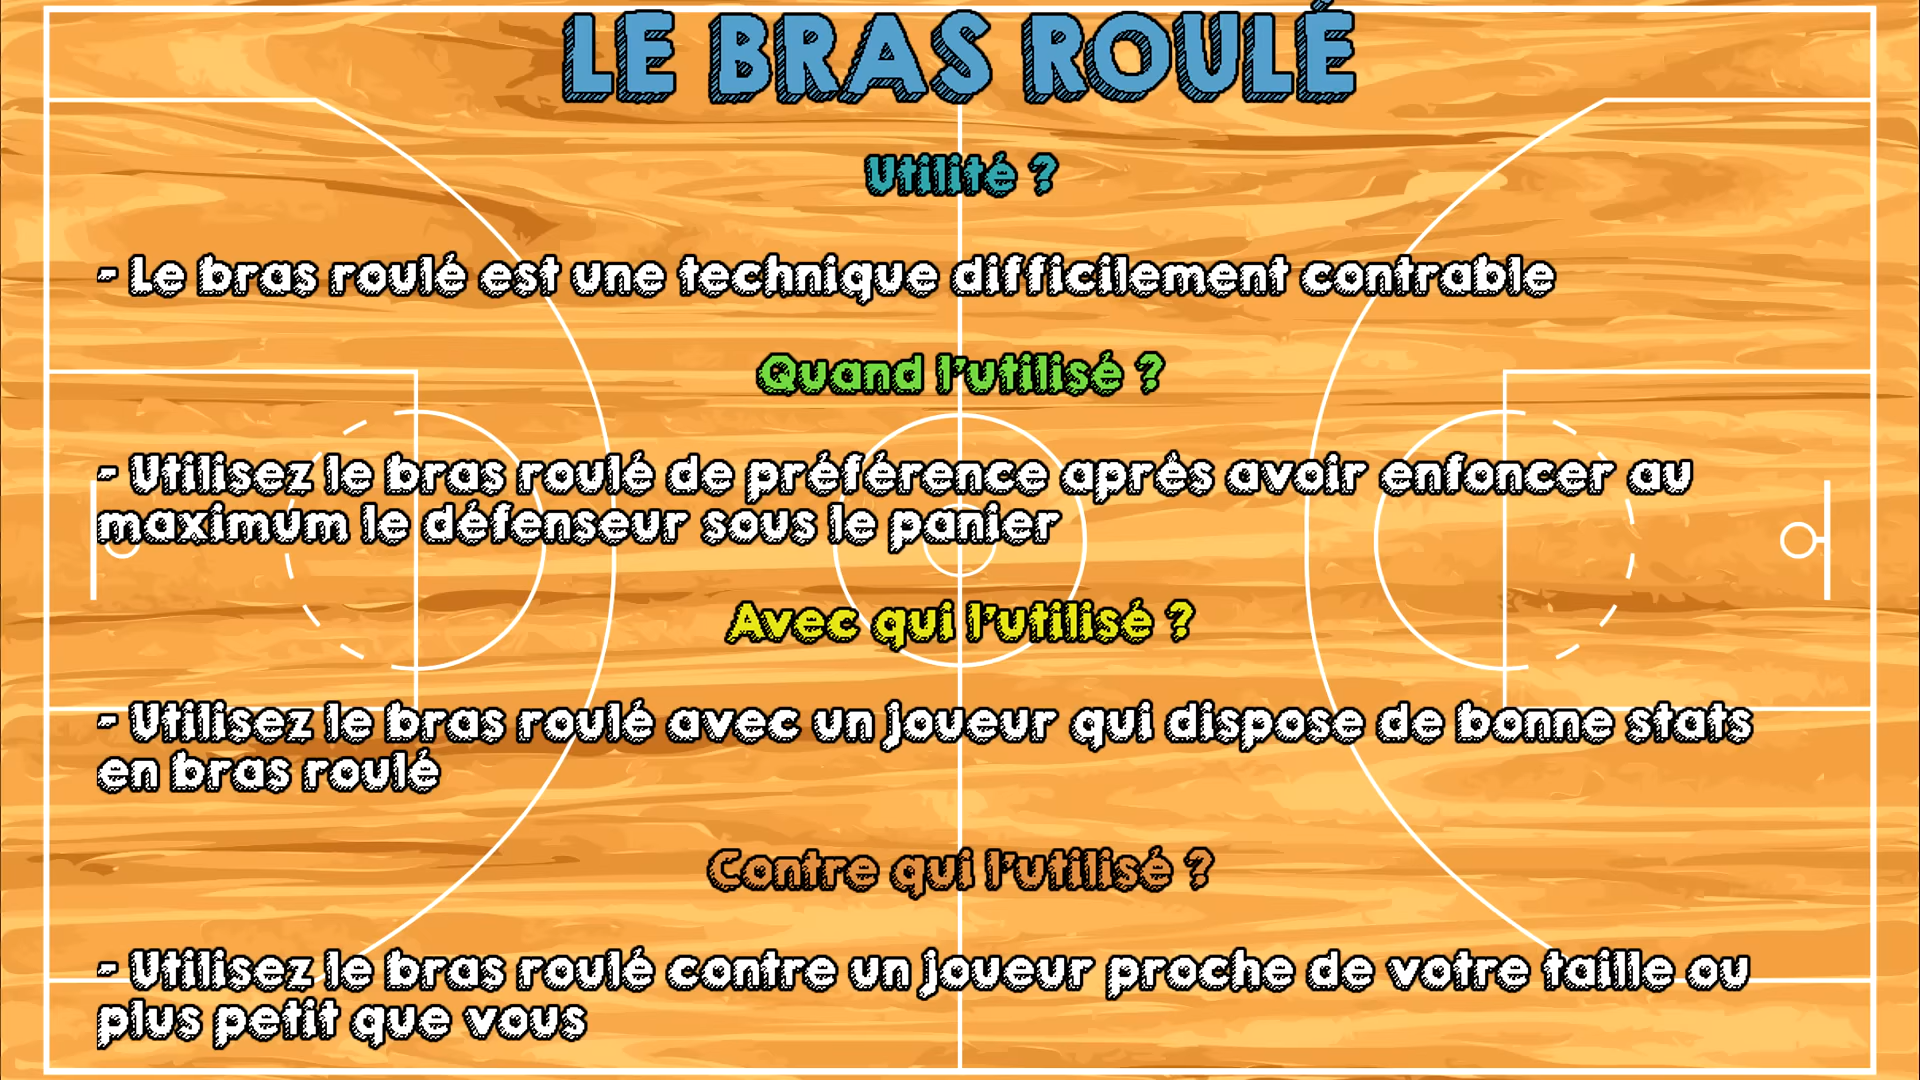 LE BRAS ROULÉ
Utilité ?
- Le bras roulé est une technique difficilement contrable
Quand l'utilisé ?
- Utilisez le bras roulé de préférence après avoir enfoncer au
maximum le défenseur sous le panier
Avec qui l'utilisé ?
- Utilisez le bras roulé avec un joueur qui dispose de bonne stats
en bras roulé
Contre qui l'utilisé ?
- Utilisez le bras roulé contre un joueur proche de votre taille ou
plus petit que vous